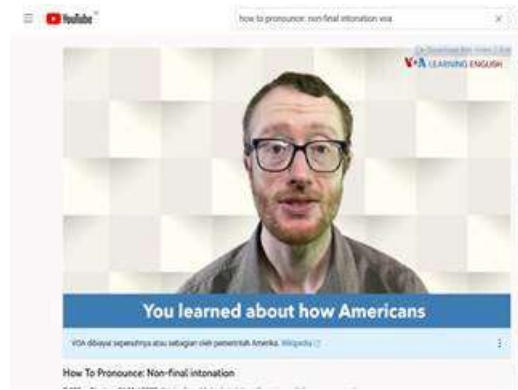 YouTube
how to pronounce: non-final intonation voa
VOA LEARNING ENGLISH
You learned about how Americans
VOA dibiayai sepenuhnya atau sebagian oleh pemerintah Amerika. Wikipedia
How To Pronounce: Non-final intonation